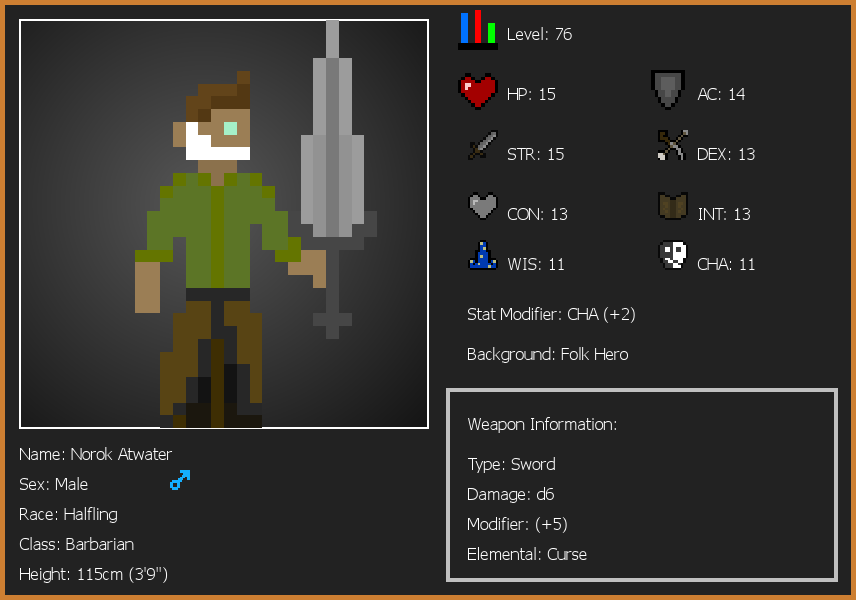 Level: 76
HP: 15
AC: 14
STR: 15
DEX: 13
CON: 13
INT: 13
WIS: 11
CHA: 11
Stat Modifier: CHA (+2)
Background: Folk Hero
Weapon Information:
Type: Sword
Damage: d6
Modifier: (+5)
Elemental: Curse
Name: Norok Atwater
Sex: Male
Race: Halfling
Class: Barbarian
Height: 115cm (3'9")